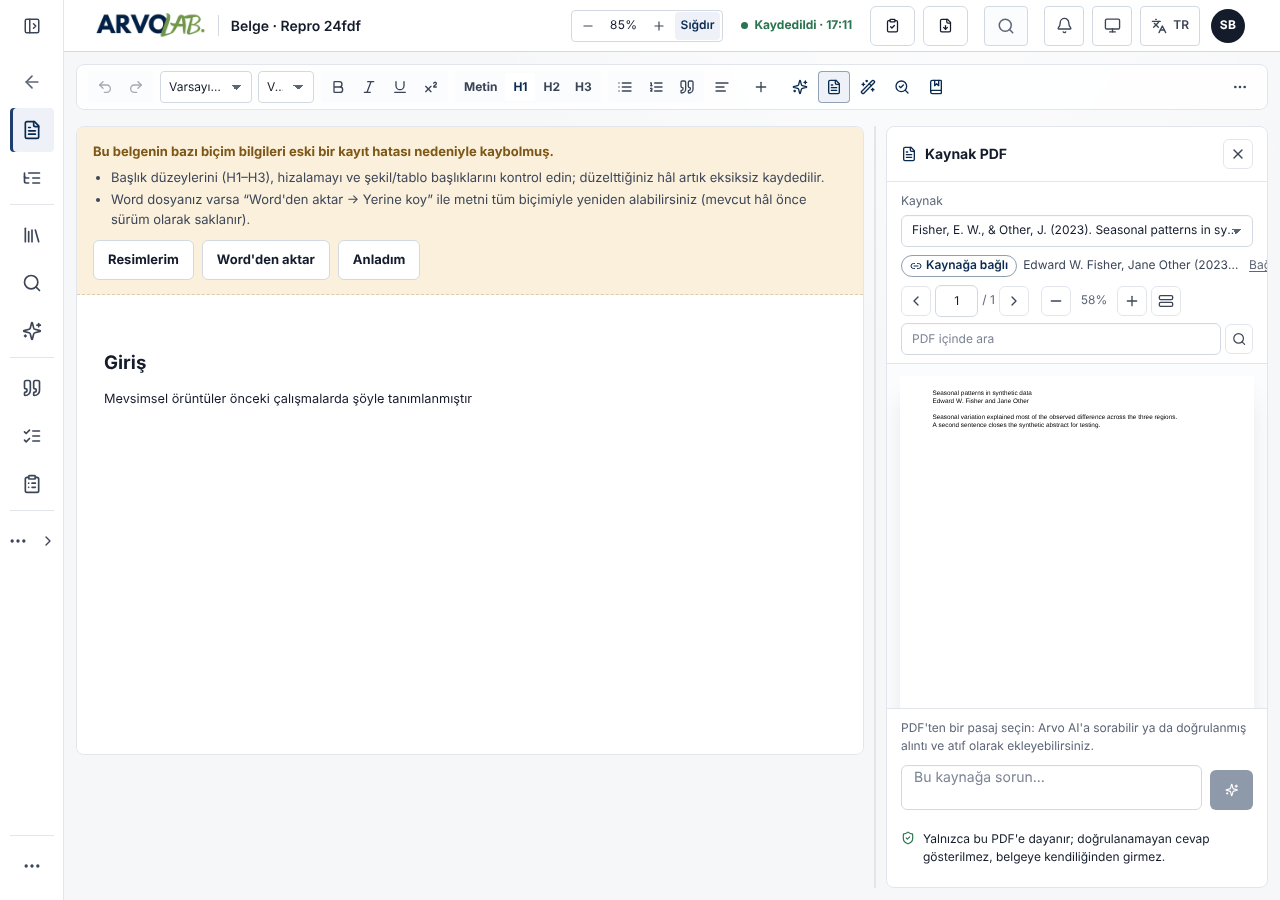 ARVOLAB.
Belge · Repro 24fdf
85%
Sığdır
Kaydedildi · 17:11
TR
SB
Varsayı...
V..
B
I
U
x²
Metin
H1
H2
H3
Bu belgenin bazı biçim bilgileri eski bir kayıt hatası nedeniyle kaybolmuş.
• Başlık düzeylerini (H1–H3), hizalamayı ve şekil/tablo başlıklarını kontrol edin; düzelttiğiniz hâl artık eksiksiz kaydedilir.
• Word dosyanız varsa “Word'den aktar → Yerine koy” ile metni tüm biçimiyle yeniden alabilirsiniz (mevcut hâl önce
sürüm olarak saklanır).
Resimlerim
Word'den aktar
Anladım
Giriş
Mevsimsel örüntüler önceki çalışmalarda şöyle tanımlanmıştır
Kaynak PDF
Kaynak
Fisher, E. W., & Other, J. (2023). Seasonal patterns in sy...
Kaynağa bağlı
Edward W. Fisher, Jane Other (2023...
Bağ
1
/ 1
58%
PDF içinde ara
Seasonal patterns in synthetic data
Edward W. Fisher and Jane Other
Seasonal variation explained most of the observed difference across the three regions.
A second sentence closes the synthetic abstract for testing.
PDF'ten bir pasaj seçin: Arvo AI'a sorabilir ya da doğrulanmış
alıntı ve atıf olarak ekleyebilirsiniz.
Bu kaynağa sorun...
Yalnızca bu PDF'e dayanır; doğrulanamayan cevap
gösterilmez, belgeye kendiliğinden girmez.